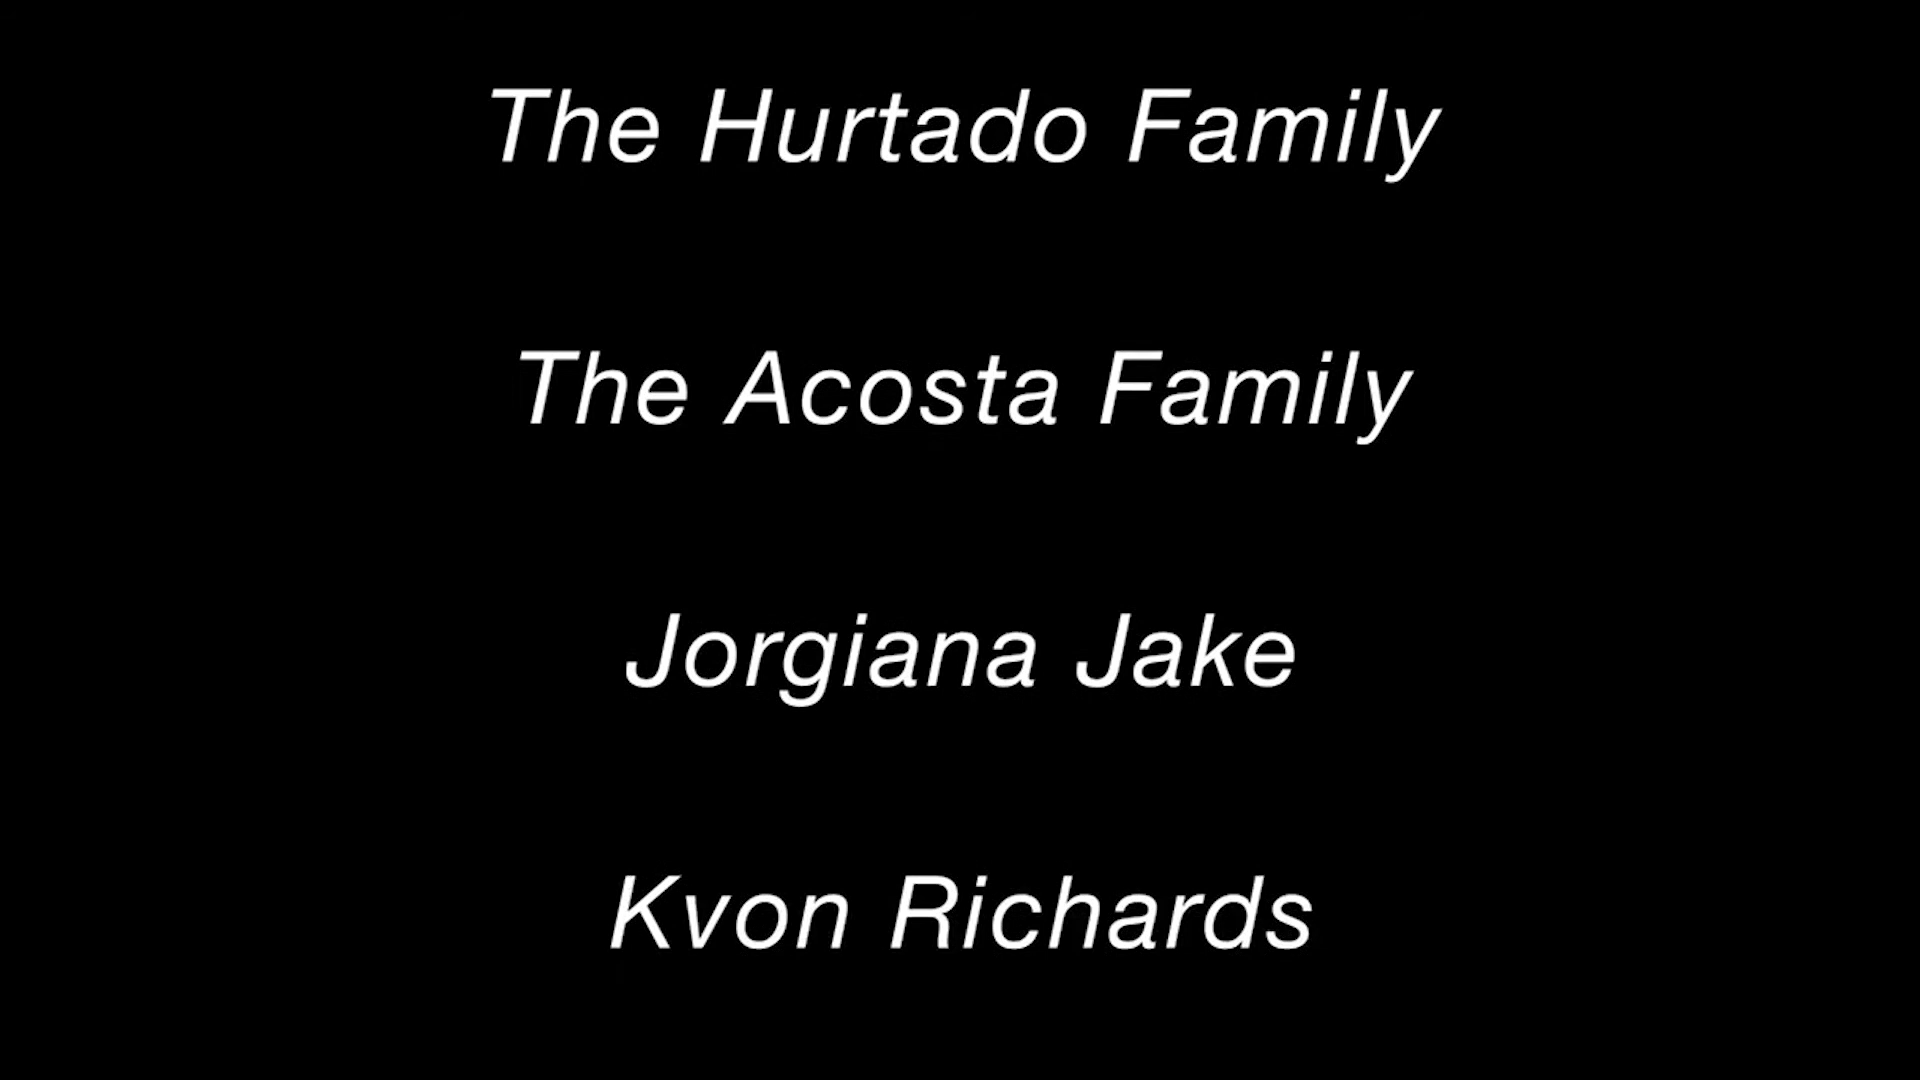 The Hurtado Family
The Acosta Family
Jorgiana Jake
Kvon Richards